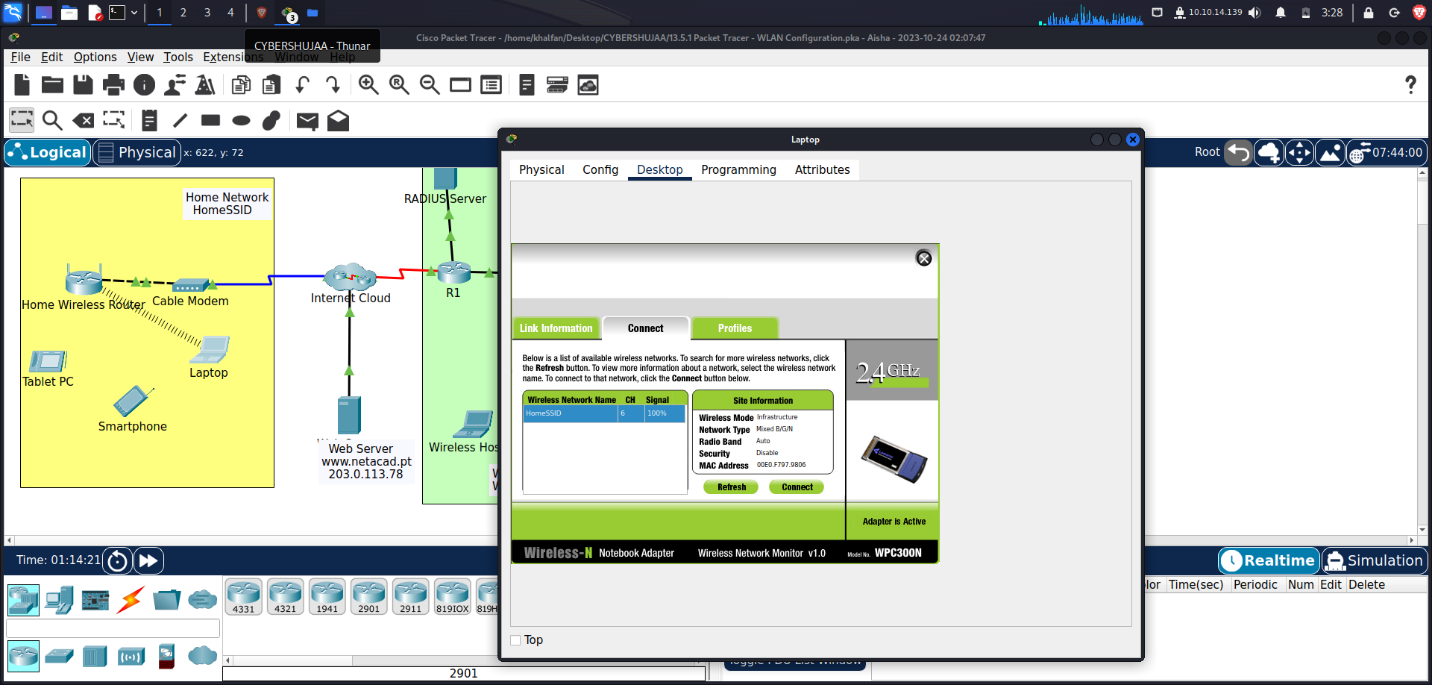 1 2 3 4 3 10.10.14.139 3:28
Cisco Packet Tracer - /home/khalfan/Desktop/CYBERSHUJAA/13.5.1 Packet Tracer - WLAN Configuration.pka - Aisha - 2023-10-24 02:07:47
CYBERSHUJAA - Thunar
File Edit Options View Tools Extensions Window Help
?
Logical Physical x: 622, y: 72 Root 07:44:00
Laptop
Physical Config Desktop Programming Attributes
Home Network
HomeSSID
RADIUS Server
R1
Internet Cloud
Home Wireless Router
Cable Modem
Laptop
Tablet PC
Smartphone
Wireless Hos
Web Server
www.netacad.pt
203.0.113.78
Link Information Connect Profiles
Below is a list of available wireless networks. To search for more wireless networks, click
the Refresh button. To view more information about a network, select the wireless network
name. To connect to that network, click the Connect button below.
2.4GHz
Wireless Network Name CH Signal
HomeSSID 6 100%
Site Information
Wireless Mode Infrastructure
Network Type Mixed B/G/N
Radio Band Auto
Security Disable
MAC Address 00E0.F797.9806
Refresh Connect
Adapter is Active
Wireless-N Notebook Adapter Wireless Network Monitor v1.0 Model No. WPC300N
Top
Time: 01:14:21 Realtime Simulation
4331 4321 1941 2901 2911 819IOX 819H
lor Time(sec) Periodic Num Edit Delete
Toggle PDU List Window
2901